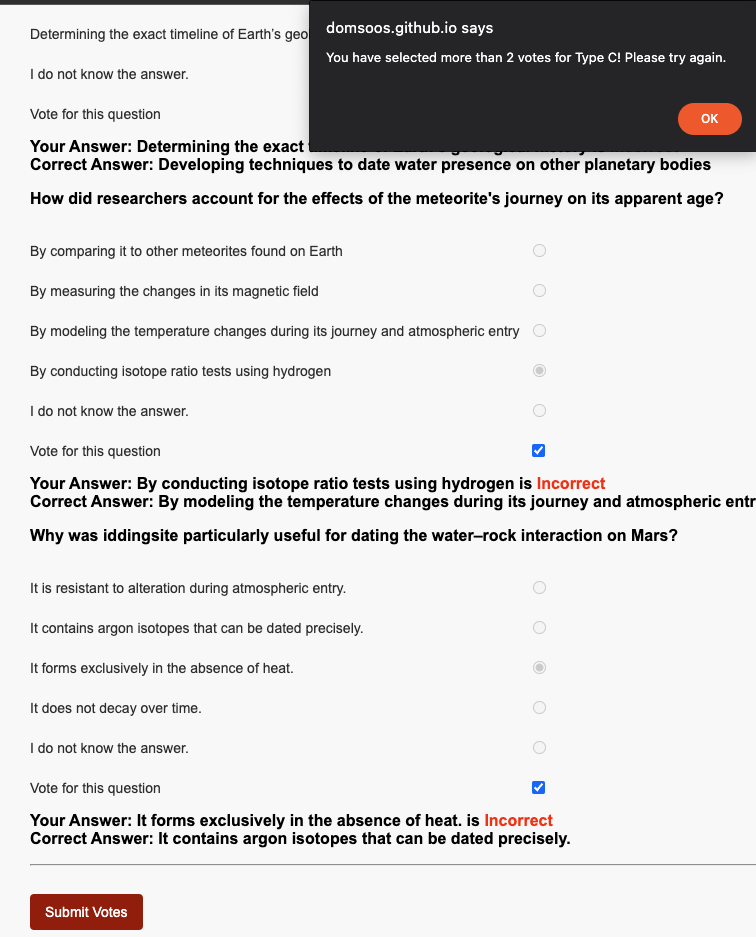 domsoos.github.io says
You have selected more than 2 votes for Type C! Please try again.
OK
Determining the exact timeline of Earth's
I do not know the answer.
Vote for this question
Your Answer: Determining the exact
Correct Answer: Developing techniques to date water presence on other planetary bodies
How did researchers account for the effects of the meteorite's journey on its apparent age?
By comparing it to other meteorites found on Earth
By measuring the changes in its magnetic field
By modeling the temperature changes during its journey and atmospheric entry
By conducting isotope ratio tests using hydrogen
I do not know the answer.
Vote for this question
Your Answer: By conducting isotope ratio tests using hydrogen is Incorrect
Correct Answer: By modeling the temperature changes during its journey and atmospheric entr
Why was iddingsite particularly useful for dating the water–rock interaction on Mars?
It is resistant to alteration during atmospheric entry.
It contains argon isotopes that can be dated precisely.
It forms exclusively in the absence of heat.
It does not decay over time.
I do not know the answer.
Vote for this question
Your Answer: It forms exclusively in the absence of heat. is Incorrect
Correct Answer: It contains argon isotopes that can be dated precisely.
Submit Votes